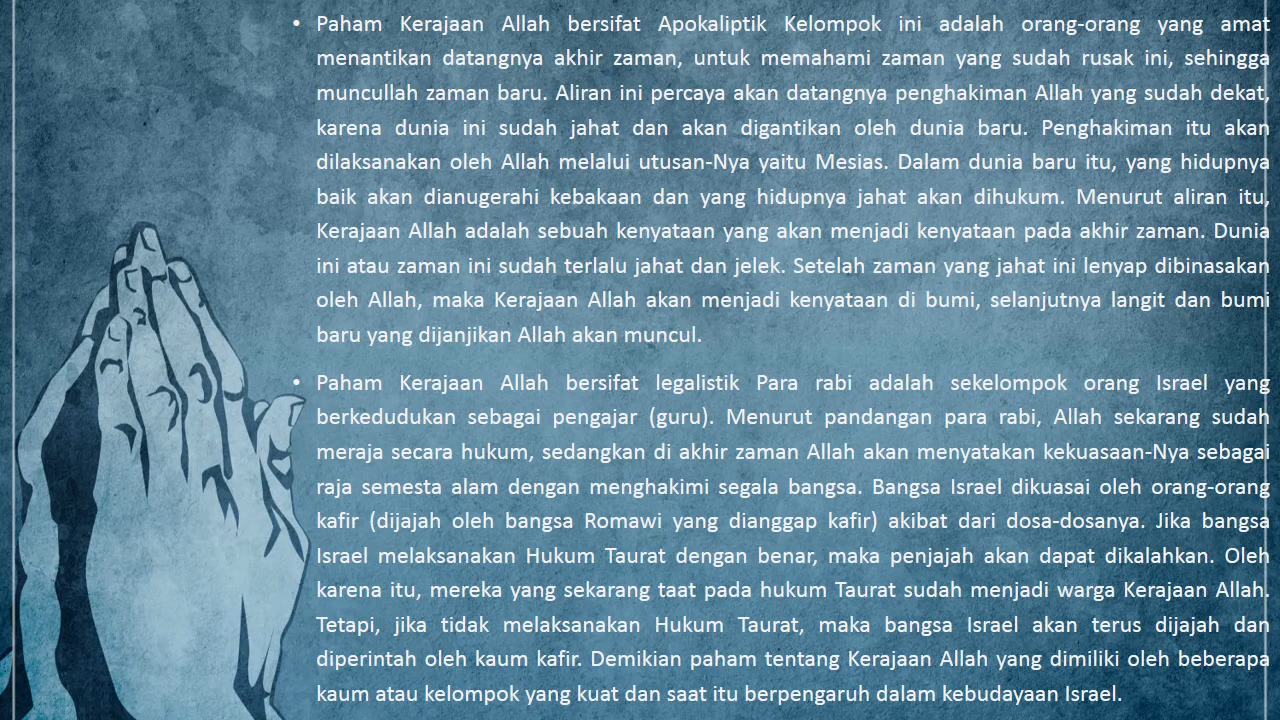 • Paham Kerajaan Allah bersifat Apokaliptik Kelompok ini adalah orang-orang yang amat
menantikan datangnya akhir zaman, untuk memahami zaman yang sudah rusak ini, sehingga
muncullah zaman baru. Aliran ini percaya akan datangnya penghakiman Allah yang sudah dekat,
karena dunia ini sudah jahat dan akan digantikan oleh dunia baru. Penghakiman itu akan
dilaksanakan oleh Allah melalui utusan-Nya yaitu Mesias. Dalam dunia baru itu, yang hidupnya
baik akan dianugerahi kebakaan dan yang hidupnya jahat akan dihukum. Menurut aliran itu,
Kerajaan Allah adalah sebuah kenyataan yang akan menjadi kenyataan pada akhir zaman. Dunia
ini atau zaman ini sudah terlalu jahat dan jelek. Setelah zaman yang jahat ini lenyap dibinasakan
oleh Allah, maka Kerajaan Allah akan menjadi kenyataan di bumi, selanjutnya langit dan bumi
baru yang dijanjikan Allah akan muncul.
• Paham Kerajaan Allah bersifat legalistik Para rabi adalah sekelompok orang Israel yang
berkedudukan sebagai pengajar (guru). Menurut pandangan para rabi, Allah sekarang sudah
meraja secara hukum, sedangkan di akhir zaman Allah akan menyatakan kekuasaan-Nya sebagai
raja semesta alam dengan menghakimi segala bangsa. Bangsa Israel dikuasai oleh orang-orang
kafir (dijajah oleh bangsa Romawi yang dianggap kafir) akibat dari dosa-dosanya. Jika bangsa
Israel melaksanakan Hukum Taurat dengan benar, maka penjajah akan dapat dikalahkan. Oleh
karena itu, mereka yang sekarang taat pada hukum Taurat sudah menjadi warga Kerajaan Allah.
Tetapi, jika tidak melaksanakan Hukum Taurat, maka bangsa Israel akan terus dijajah dan
diperintah oleh kaum kafir. Demikian paham tentang Kerajaan Allah yang dimiliki oleh beberapa
kaum atau kelompok yang kuat dan saat itu berpengaruh dalam kebudayaan Israel.